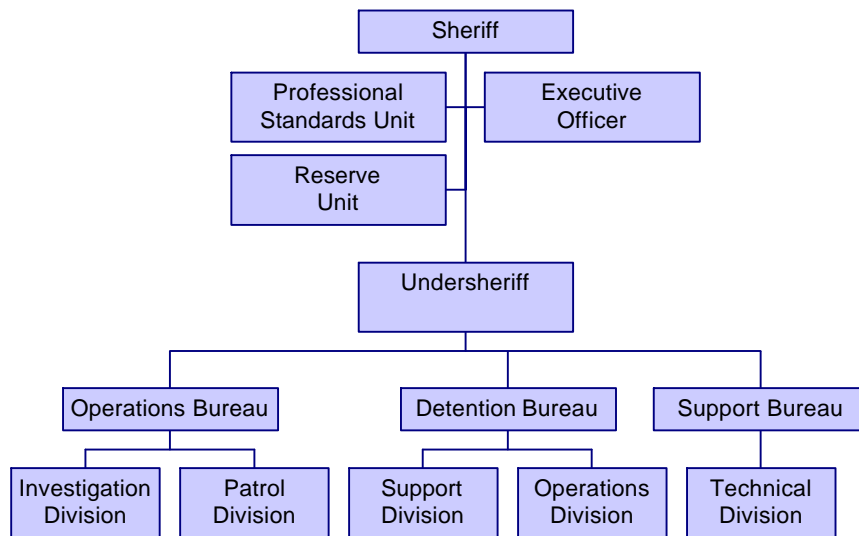 Sheriff
Professional
Standards Unit
Executive
Officer
Reserve
Unit
Undersheriff
Operations Bureau
Detention Bureau
Support Bureau
Investigation
Division
Patrol
Division
Support
Division
Operations
Division
Technical
Division